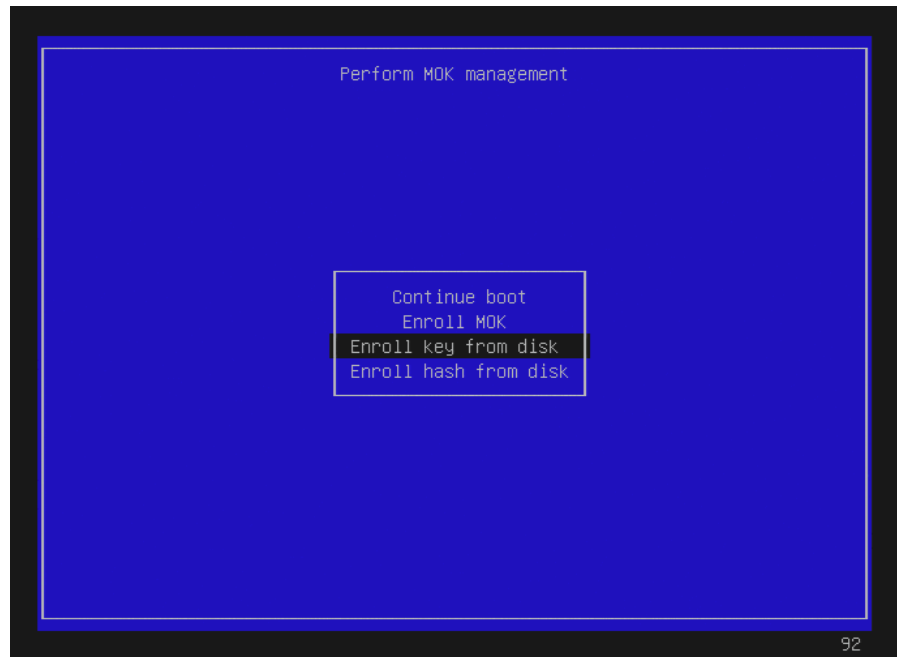 Perform MOK management
Continue boot
Enroll MOK
Enroll key from disk
Enroll hash from disk
92